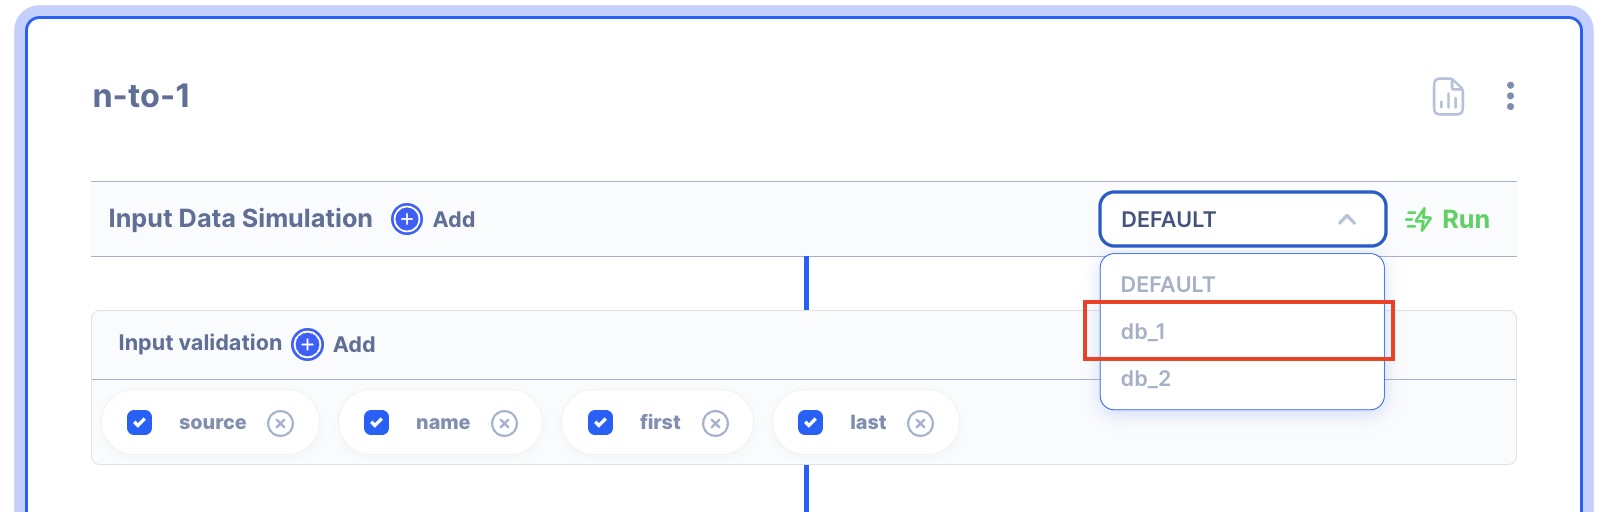 n-to-1
Input Data Simulation Add DEFAULT Run
DEFAULT
db_1
db_2
Input validation Add
source name first last